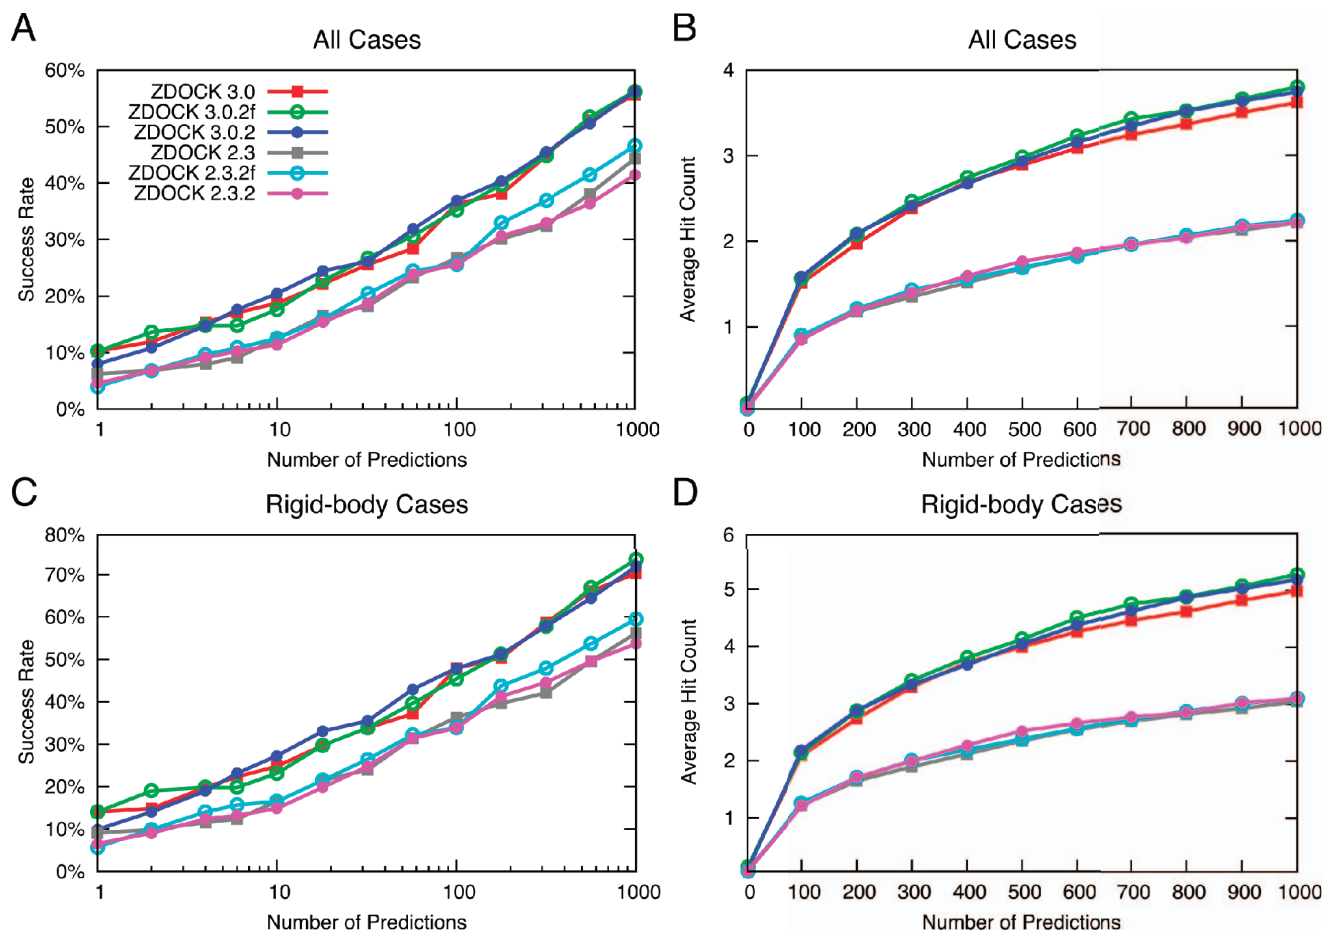 A
All Cases
60%
50%
40%
30%
20%
10%
0%
Success Rate
ZDOCK 3.0
ZDOCK 3.0.2f
ZDOCK 3.0.2
ZDOCK 2.3
ZDOCK 2.3.2f
ZDOCK 2.3.2
1 10 100 1000
Number of Predictions
B
All Cases
4
3
2
1
Average Hit Count
0 100 200 300 400 500 600 700 800 900 1000
Number of Predictions
C
Rigid-body Cases
80%
70%
60%
50%
40%
30%
20%
10%
0%
Success Rate
1 10 100 1000
Number of Predictions
D
Rigid-body Cases
6
5
4
3
2
1
Average Hit Count
0 100 200 300 400 500 600 700 800 900 1000
Number of Predictions